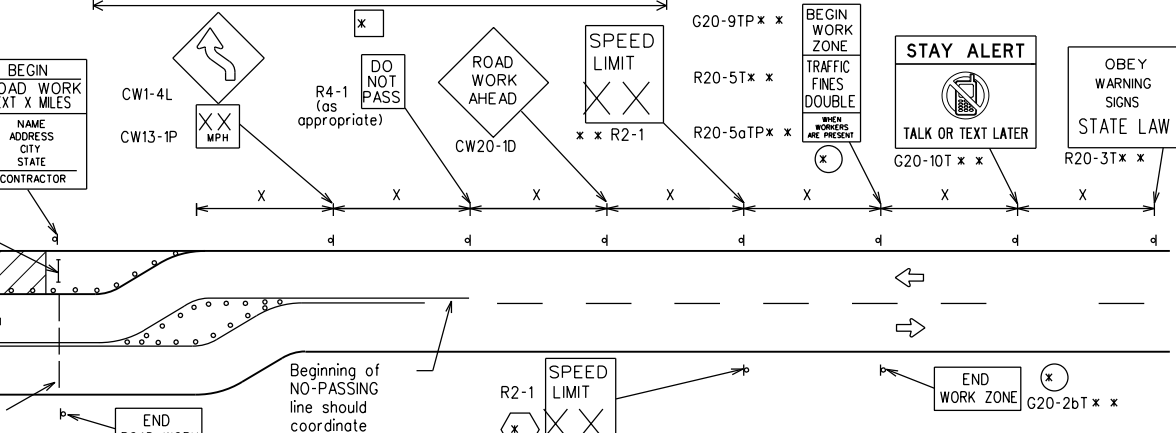 BEGIN
ROAD WORK
NEXT X MILES
NAME
ADDRESS
CITY
STATE
CONTRACTOR
CW1-4L
CW13-1P
XX
MPH
*
R4-1
(as
appropriate)
DO
NOT
PASS
ROAD
WORK
AHEAD
CW20-1D
SPEED
LIMIT
XX
* * R2-1
G20-9TP* *
R20-5T* *
R20-5aTP* *
BEGIN
WORK
ZONE
TRAFFIC
FINES
DOUBLE
WHEN
WORKERS
ARE PRESENT
*
STAY ALERT
TALK OR TEXT LATER
G20-10T * *
OBEY
WARNING
SIGNS
STATE LAW
R20-3T* *
X X X X X X X
Beginning of
NO-PASSING
line should
coordinate
R2-1
*
SPEED
LIMIT
XX
END
WORK ZONE
*
G20-2bT * *
END
ROAD WORK